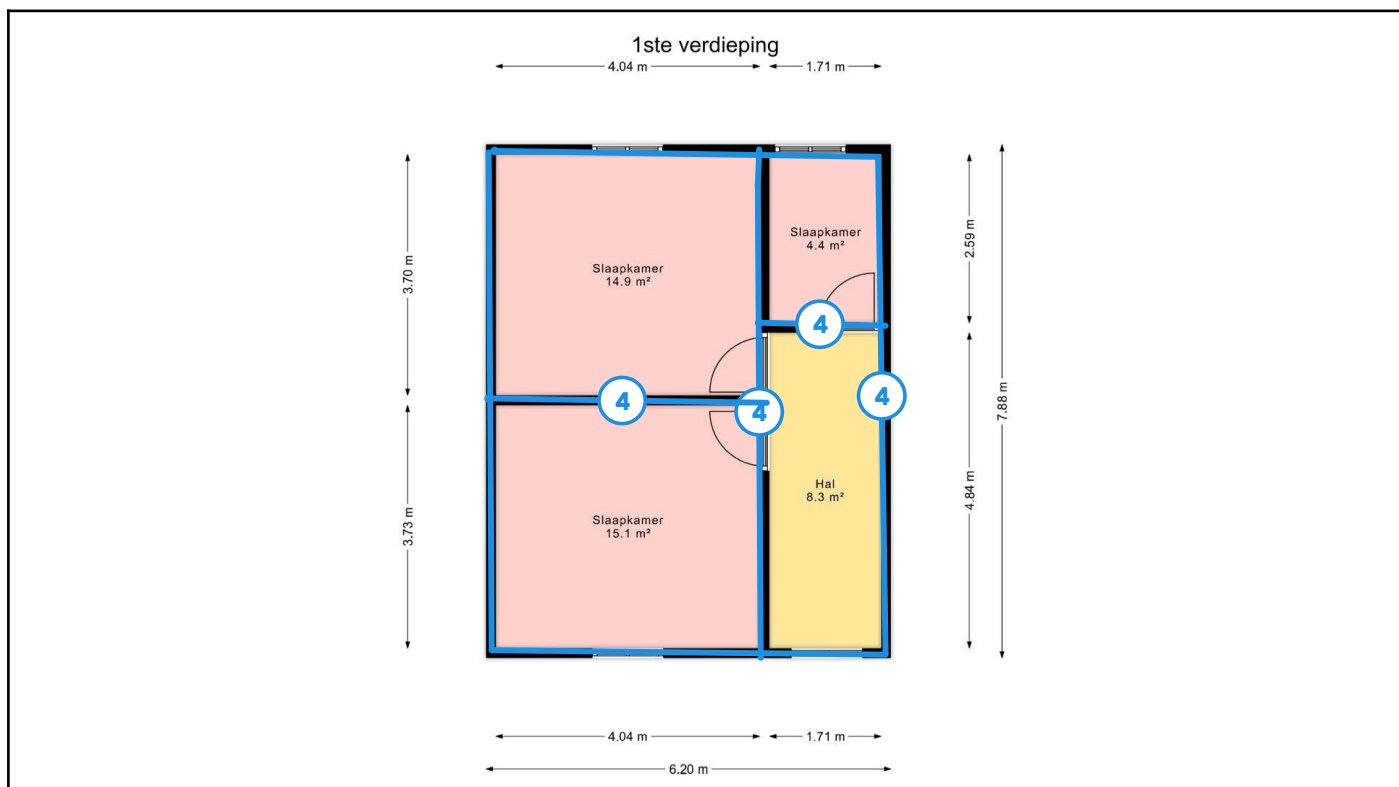 1ste verdieping
4.04 m
1.71 m
3.70 m
2.59 m
Slaapkamer
4.4 m²
Slaapkamer
14.9 m²
4
4
4
4
7.88 m
3.73 m
4.84 m
Hal
8.3 m²
Slaapkamer
15.1 m²
4.04 m
1.71 m
6.20 m